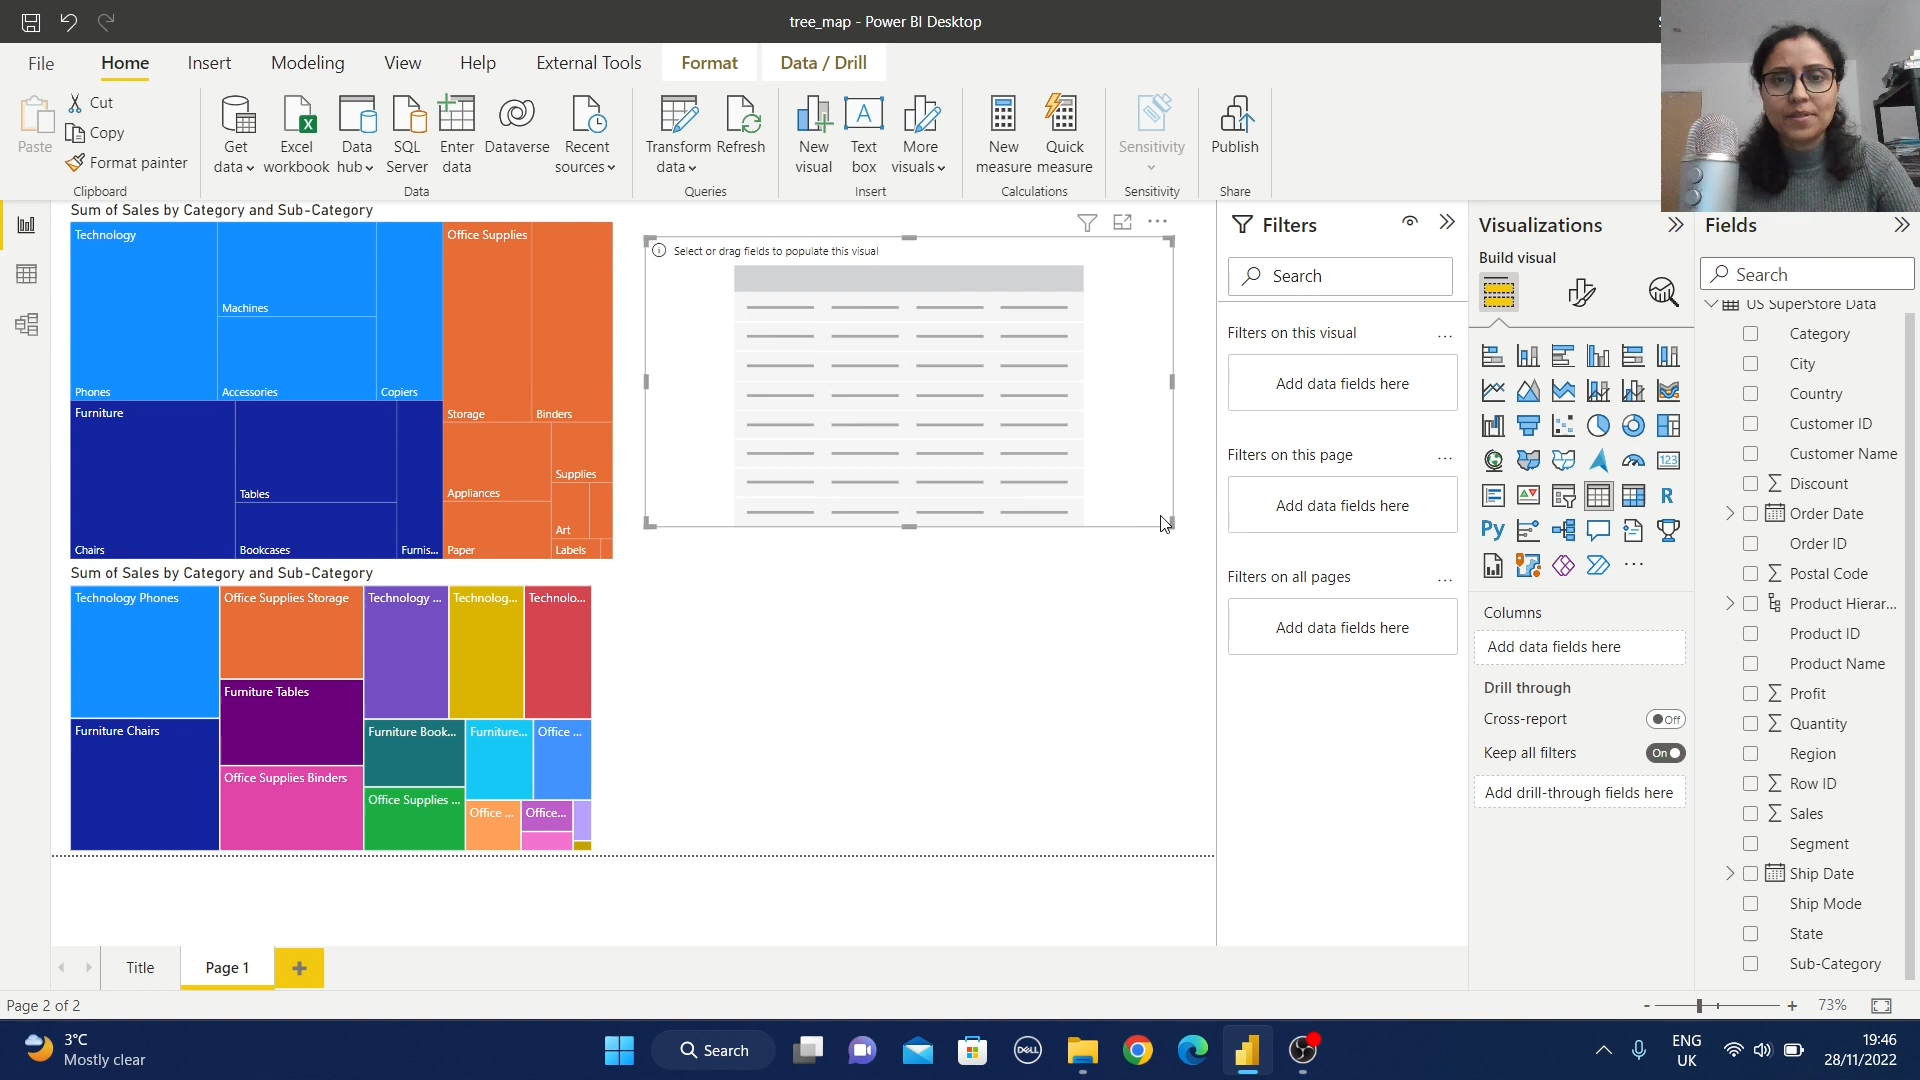 tree_map - Power BI Desktop
File Home Insert Modeling View Help External Tools Format Data / Drill
Paste
Cut
Copy
Format painter
Clipboard
Get data
Excel workbook
Data hub
SQL Server
Enter data
Dataverse
Recent sources
Data
Transform data
Refresh
Queries
New visual
Text box
More visuals
Insert
New measure
Quick measure
Calculations
Sensitivity
Sensitivity
Publish
Share
Sum of Sales by Category and Sub-Category
Technology
Machines
Phones
Accessories
Copiers
Office Supplies
Storage
Binders
Furniture
Tables
Chairs
Bookcases
Furnis...
Appliances
Supplies
Art
Paper
Labels
Sum of Sales by Category and Sub-Category
Technology Phones
Office Supplies Storage
Technology ...
Technolog...
Technolo...
Furniture Tables
Furniture Chairs
Furniture Book...
Furniture...
Office ...
Office Supplies Binders
Office Supplies ...
Office ...
Office...
Select or drag fields to populate this visual
Filters
Search
Filters on this visual ...
Add data fields here
Filters on this page ...
Add data fields here
Filters on all pages ...
Add data fields here
Visualizations
Build visual
123
R
Py
...
Columns
Add data fields here
Drill through
Cross-report Off
Keep all filters On
Add drill-through fields here
Fields
Search
US SuperStore Data
Category
City
Country
Customer ID
Customer Name
∑ Discount
Order Date
Order ID
∑ Postal Code
Product Hierar...
Product ID
Product Name
∑ Profit
∑ Quantity
Region
∑ Row ID
∑ Sales
Segment
Ship Date
Ship Mode
State
Sub-Category
Title Page 1 +
Page 2 of 2
- + 73%
3°C
Mostly clear
Search
DELL
ENG
UK
19:46
28/11/2022